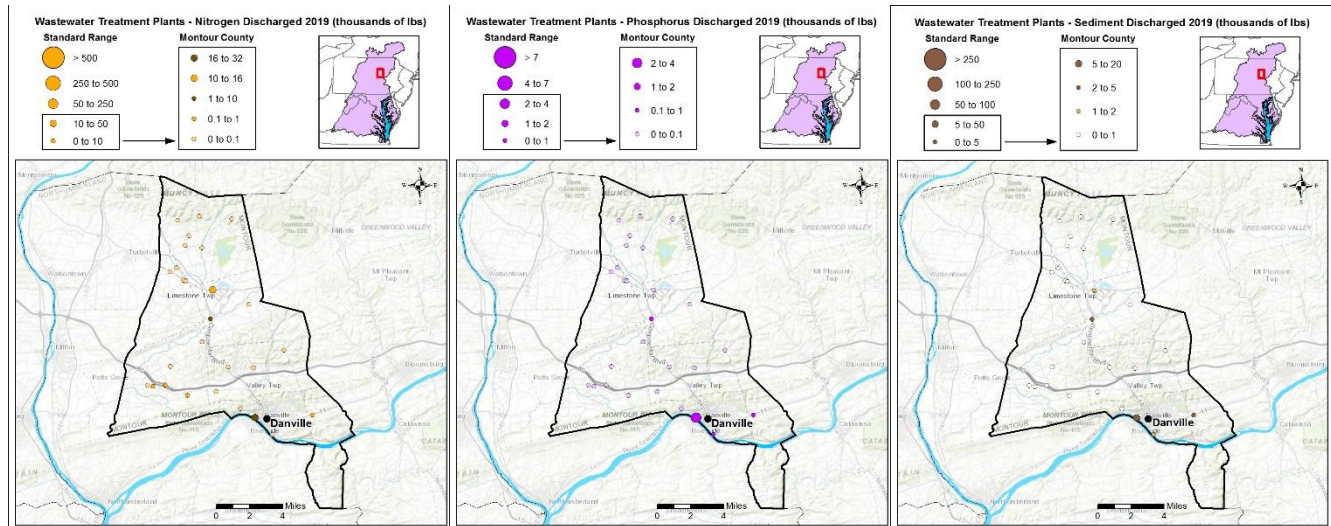 Wastewater Treatment Plants - Nitrogen Discharged 2019 (thousands of lbs)
Standard Range
Montour County
> 500
250 to 500
50 to 250
10 to 50
0 to 10
16 to 32
10 to 16
1 to 10
0.1 to 1
0 to 0.1
Turbotville
Millville
GREENWOOD VALLEY
Watsontown
Mt Pleasant
Twp
Limestone Twp
Milton
Potts Grove
Valley Twp
Bloomsburg
Danville
Catawissa
Northumberland
Miles
0 1 2 4
Wastewater Treatment Plants - Phosphorus Discharged 2019 (thousands of lbs)
Standard Range
Montour County
> 7
4 to 7
2 to 4
1 to 2
0 to 1
2 to 4
1 to 2
0.1 to 1
0 to 0.1
Turbotville
Millville
GREENWOOD VALLEY
Watsontown
Mt Pleasant
Twp
Limestone Twp
Milton
Potts Grove
Valley Twp
Bloomsburg
Danville
Catawissa
Northumberland
Miles
0 1 2 4
Wastewater Treatment Plants - Sediment Discharged 2019 (thousands of lbs)
Standard Range
Montour County
> 250
100 to 250
50 to 100
5 to 50
0 to 5
5 to 20
2 to 5
1 to 2
0 to 1
Turbotville
Millville
GREENWOOD VALLEY
Watsontown
Mt Pleasant
Twp
Limestone Twp
Milton
Potts Grove
Valley Twp
Bloomsburg
Danville
Catawissa
Northumberland
Miles
0 1 2 4